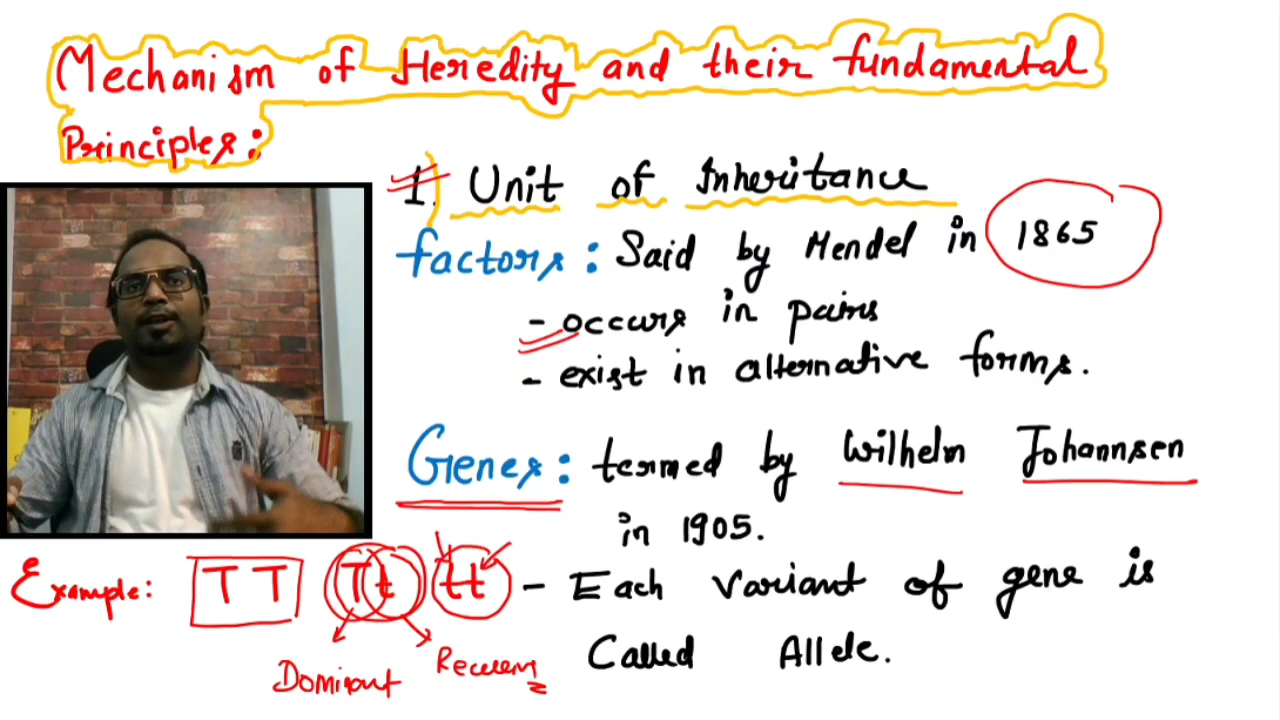 Mechanism of Heredity and their fundamental
Principles:
1. Unit of Inheritance
factors: Said by Mendel in 1865
- occurs in pairs
- exist in alternative forms.
Genes: termed by Wilhelm Johannsen
in 1905.
Example: TT Tt tt - Each variant of gene is
Called Allele.
Dominant